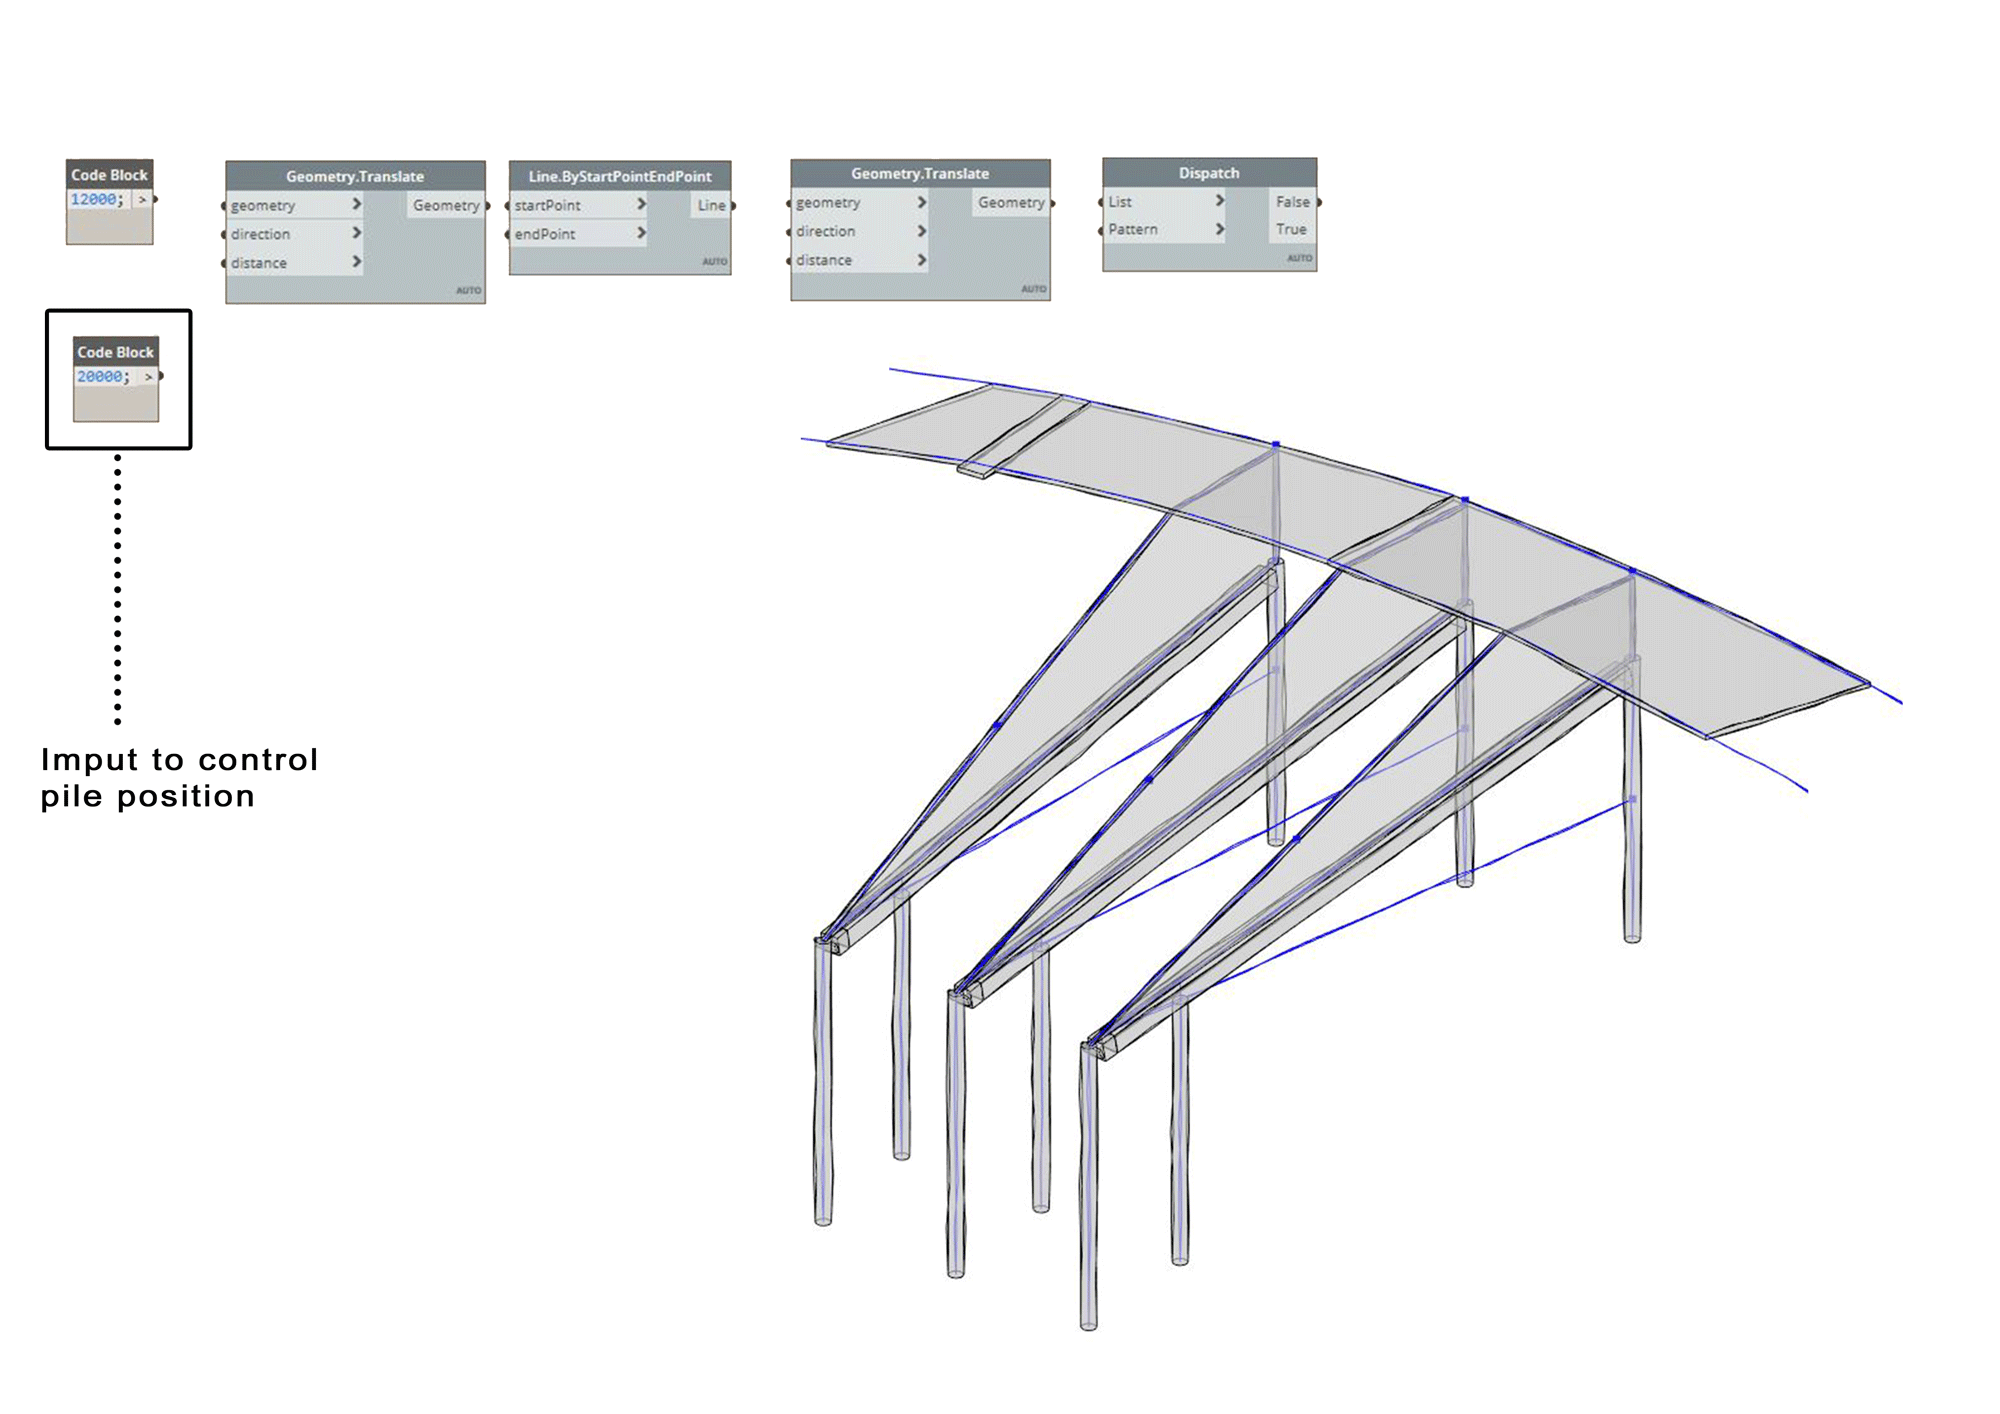 Code Block
12000; >
Geometry.Translate
geometry > Geometry
direction >
distance >
AUTO
Line.ByStartPointEndPoint
startPoint > Line
endPoint >
AUTO
Geometry.Translate
geometry > Geometry
direction >
distance >
AUTO
Dispatch
List > False
Pattern > True
AUTO
Code Block
20000; >
Imput to control
pile position